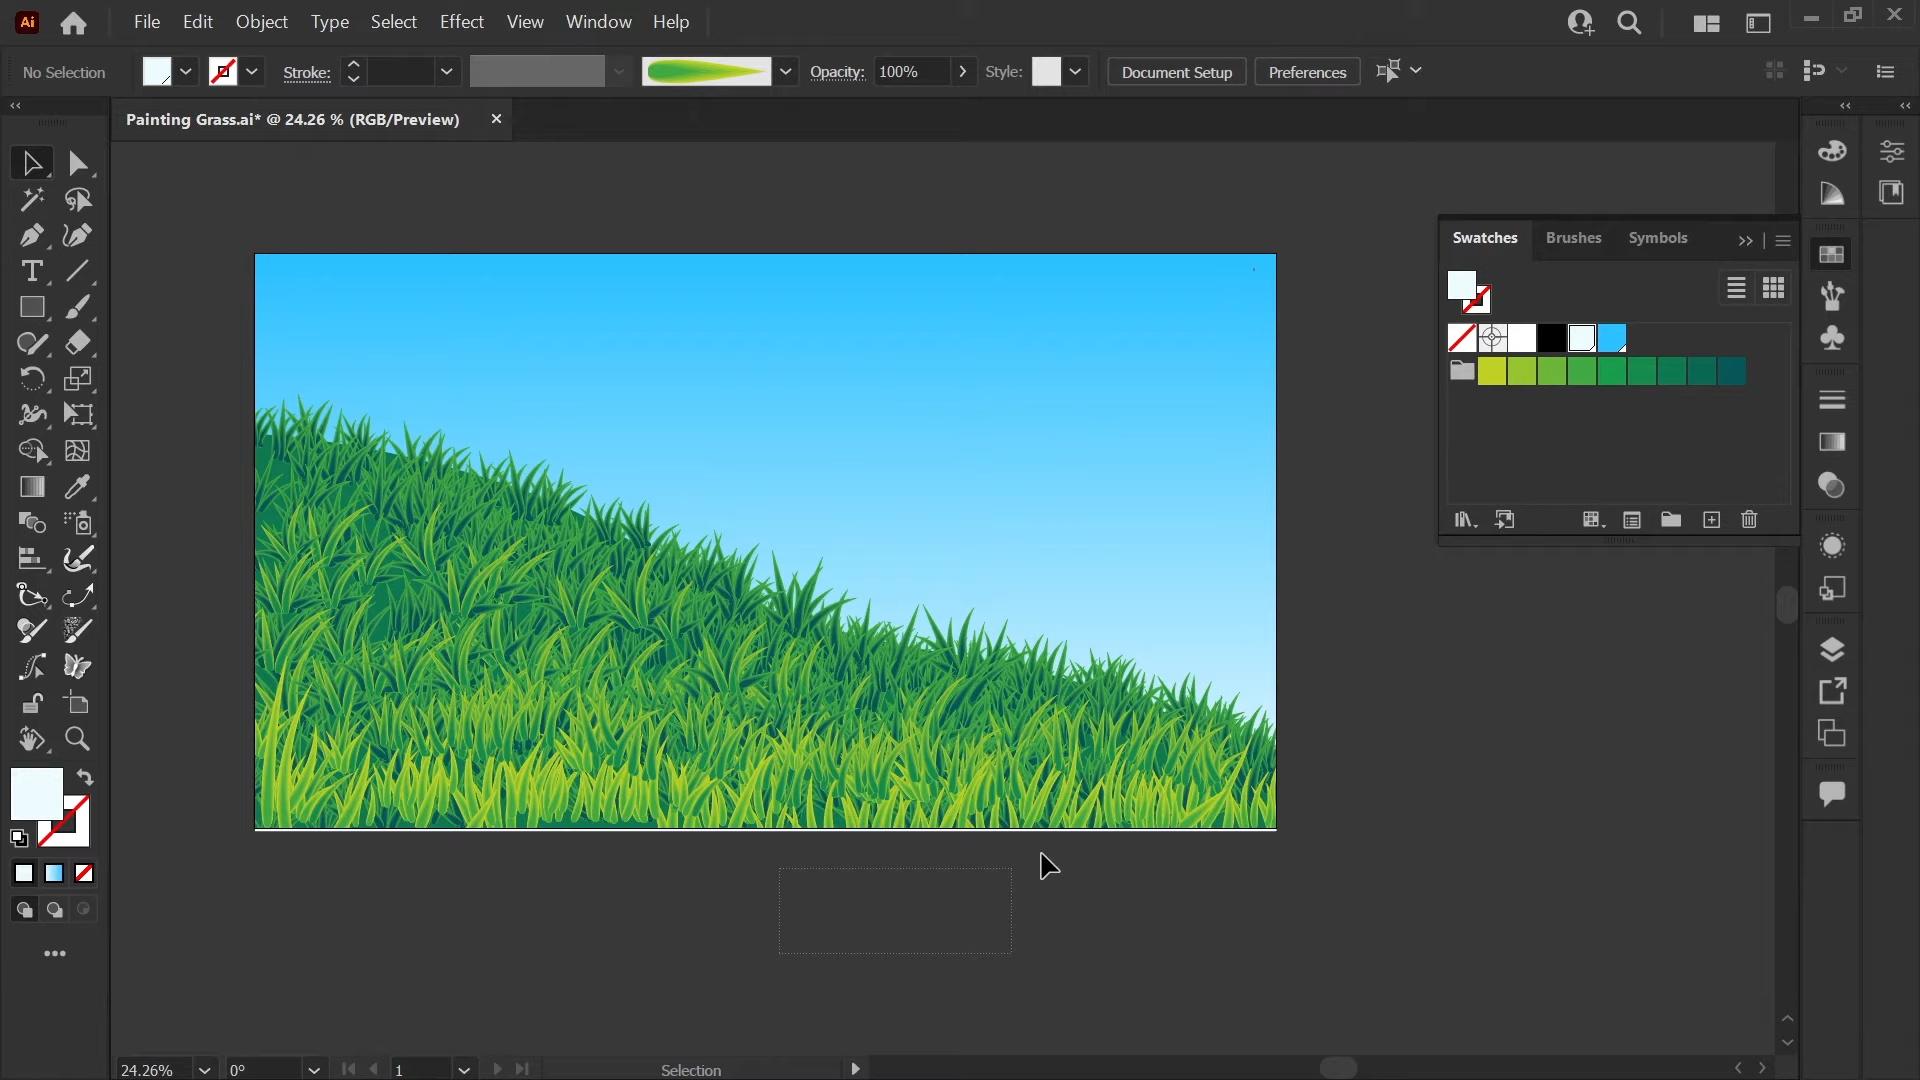 Ai File Edit Object Type Select Effect View Window Help
No Selection Stroke: Opacity: 100% Style: Document Setup Preferences
Painting Grass.ai* @ 24.26 % (RGB/Preview) ×
Swatches Brushes Symbols
T
24.26% 0° 1 Selection